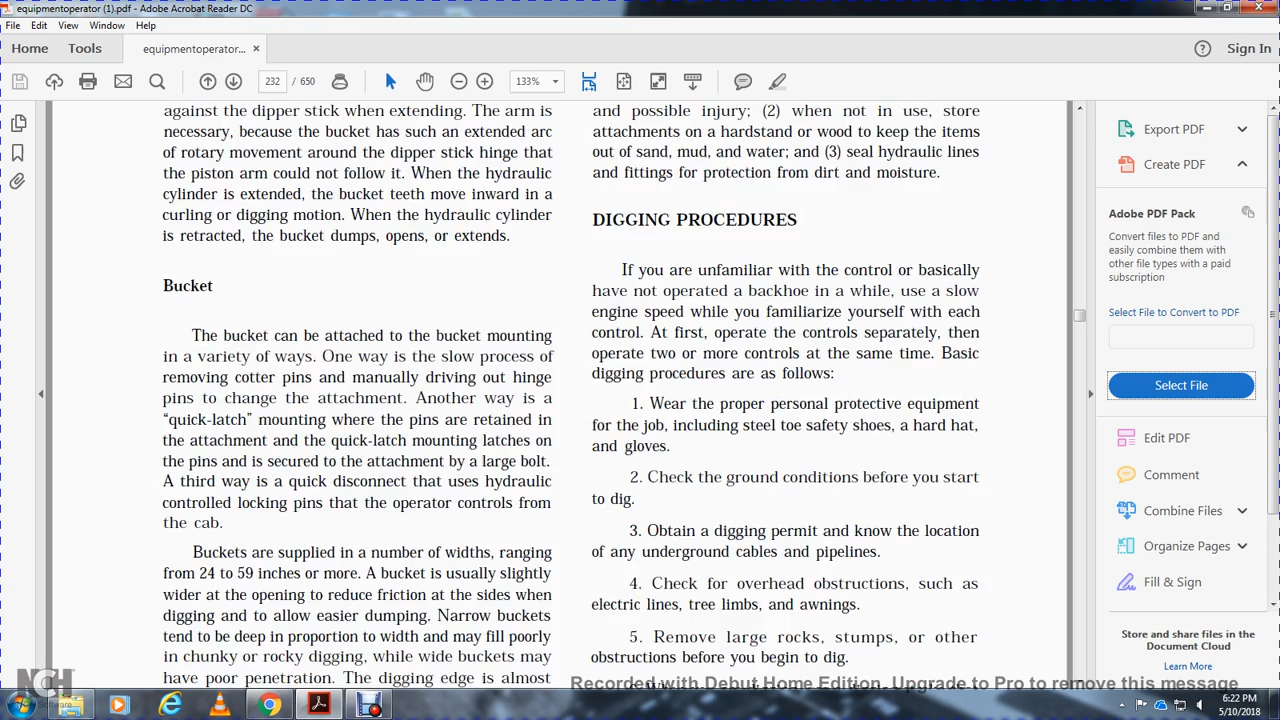 equipmentoperator (1).pdf - Adobe Acrobat Reader DC
File Edit View Window Help
Home Tools equipmentoperator... × Sign In
232 / 650 133%
against the dipper stick when extending. The arm is
necessary, because the bucket has such an extended arc
of rotary movement around the dipper stick hinge that
the piston arm could not follow it. When the hydraulic
cylinder is extended, the bucket teeth move inward in a
curling or digging motion. When the hydraulic cylinder
is retracted, the bucket dumps, opens, or extends.
Bucket
The bucket can be attached to the bucket mounting
in a variety of ways. One way is the slow process of
removing cotter pins and manually driving out hinge
pins to change the attachment. Another way is a
“quick-latch” mounting where the pins are retained in
the attachment and the quick-latch mounting latches on
the pins and is secured to the attachment by a large bolt.
A third way is a quick disconnect that uses hydraulic
controlled locking pins that the operator controls from
the cab.
Buckets are supplied in a number of widths, ranging
from 24 to 59 inches or more. A bucket is usually slightly
wider at the opening to reduce friction at the sides when
digging and to allow easier dumping. Narrow buckets
tend to be deep in proportion to width and may fill poorly
in chunky or rocky digging, while wide buckets may
have poor penetration. The digging edge is almost
and possible injury; (2) when not in use, store
attachments on a hardstand or wood to keep the items
out of sand, mud, and water; and (3) seal hydraulic lines
and fittings for protection from dirt and moisture.
DIGGING PROCEDURES
If you are unfamiliar with the control or basically
have not operated a backhoe in a while, use a slow
engine speed while you familiarize yourself with each
control. At first, operate the controls separately, then
operate two or more controls at the same time. Basic
digging procedures are as follows:
1. Wear the proper personal protective equipment
for the job, including steel toe safety shoes, a hard hat,
and gloves.
2. Check the ground conditions before you start
to dig.
3. Obtain a digging permit and know the location
of any underground cables and pipelines.
4. Check for overhead obstructions, such as
electric lines, tree limbs, and awnings.
5. Remove large rocks, stumps, or other
obstructions before you begin to dig.
Export PDF
Create PDF
Adobe PDF Pack
Convert files to PDF and
easily combine them with
other file types with a paid
subscription
Select File to Convert to PDF
Select File
Edit PDF
Comment
Combine Files
Organize Pages
Fill & Sign
Store and share files in the
Document Cloud
Learn More
NCH
Software
Recorded with Debut Home Edition. Upgrade to Pro to remove this message
6:22 PM
5/10/2018